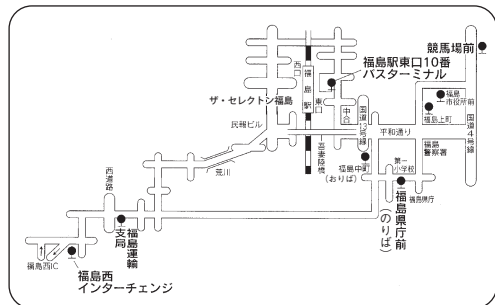 競馬場前
西口
福島駅
東口
福島駅東口10番
バスターミナル
ザ・セレクトン福島
中合
国道13号線
福島
市役所前
福島上町
国道4号線
民報ビル
平和通り
吾妻陸橋
福島中町
(おりば)
第一
小学校
福島
警察署
荒川
西道路
福島県庁
福島県庁前
(のりば)
福島運輸
支局
福島西IC
福島西
インターチェンジ